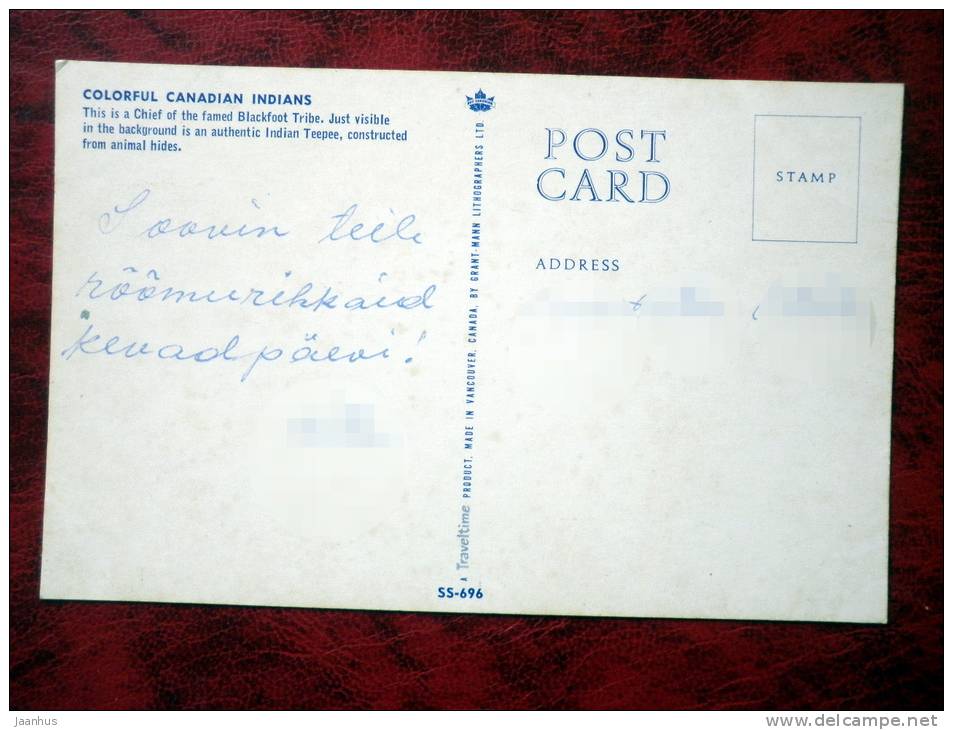 COLORFUL CANADIAN INDIANS
This is a Chief of the famed Blackfoot Tribe. Just visible
in the background is an authentic Indian Teepee, constructed
from animal hides.
Soovin teile
rõõmurikkaid
kevadpäevi!
A Traveltime PRODUCT, MADE IN VANCOUVER, CANADA, BY GRANT-MANN LITHOGRAPHERS LTD.
SS-696
POST
CARD
STAMP
ADDRESS
Jaanhus
www.delcampe.net